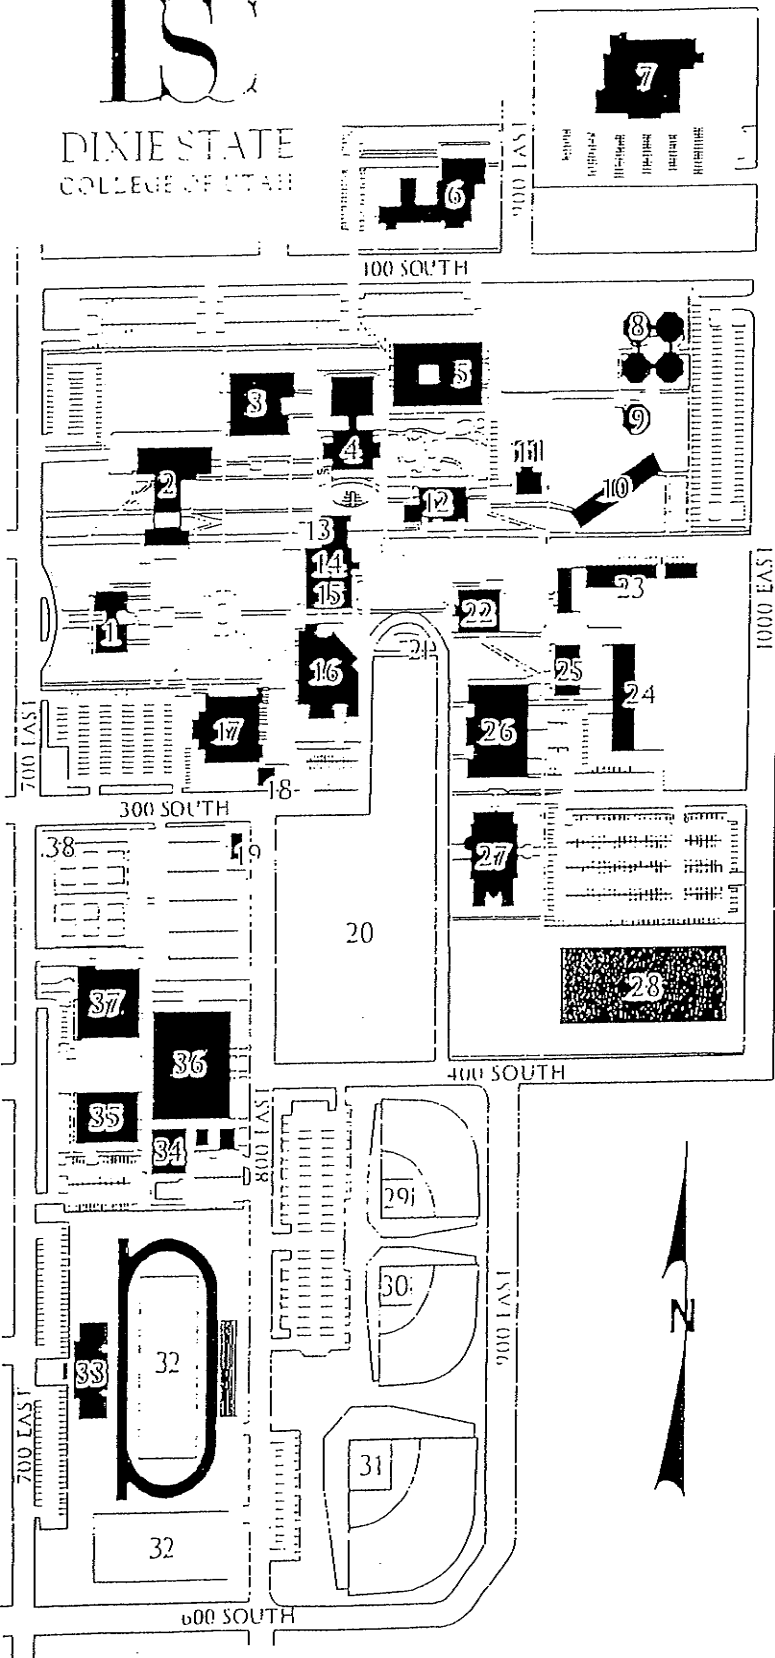 DSC
DIXIE STATE
COLLEGE OF UTAH
7
6
900 EAST
100 SOUTH
8
5
3
9
4
11
2
10
12
13
14
23
15
22
1
21
1000 EAST
16
25
24
700 EAST
17
26
18
300 SOUTH
38
19
27
20
28
37
36
400 SOUTH
35
800 EAST
34
29
30
900 EAST
N
32
33
700 EAST
31
32
600 SOUTH